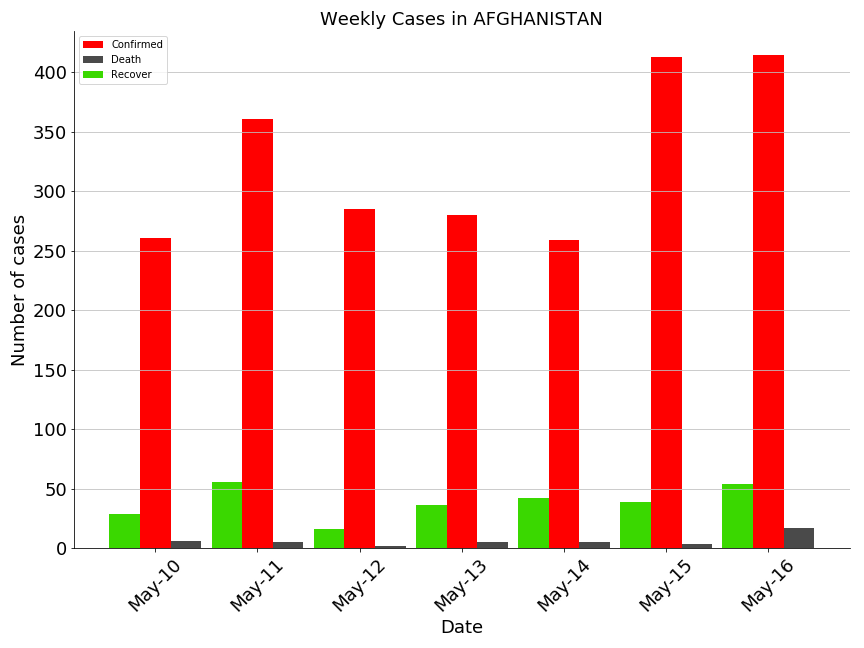 Weekly Cases in AFGHANISTAN
Confirmed
Death
Recover
Number of cases
400
350
300
250
200
150
100
50
0
May-10
May-11
May-12
May-13
May-14
May-15
May-16
Date